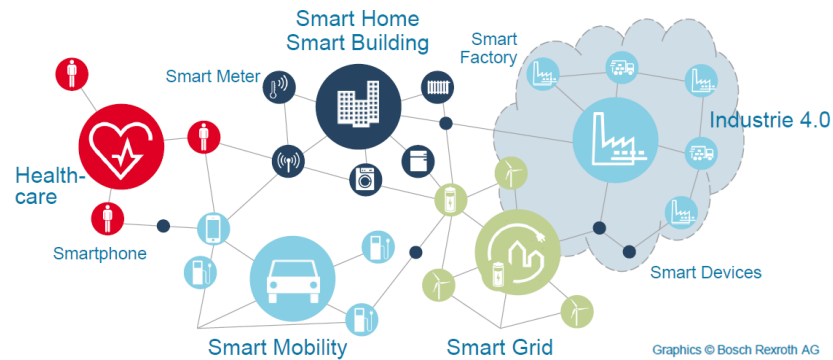 Smart Home
Smart Building
Smart
Factory
Smart Meter
Industrie 4.0
Health-
care
Smartphone
Smart Devices
Smart Mobility
Smart Grid
Graphics © Bosch Rexroth AG